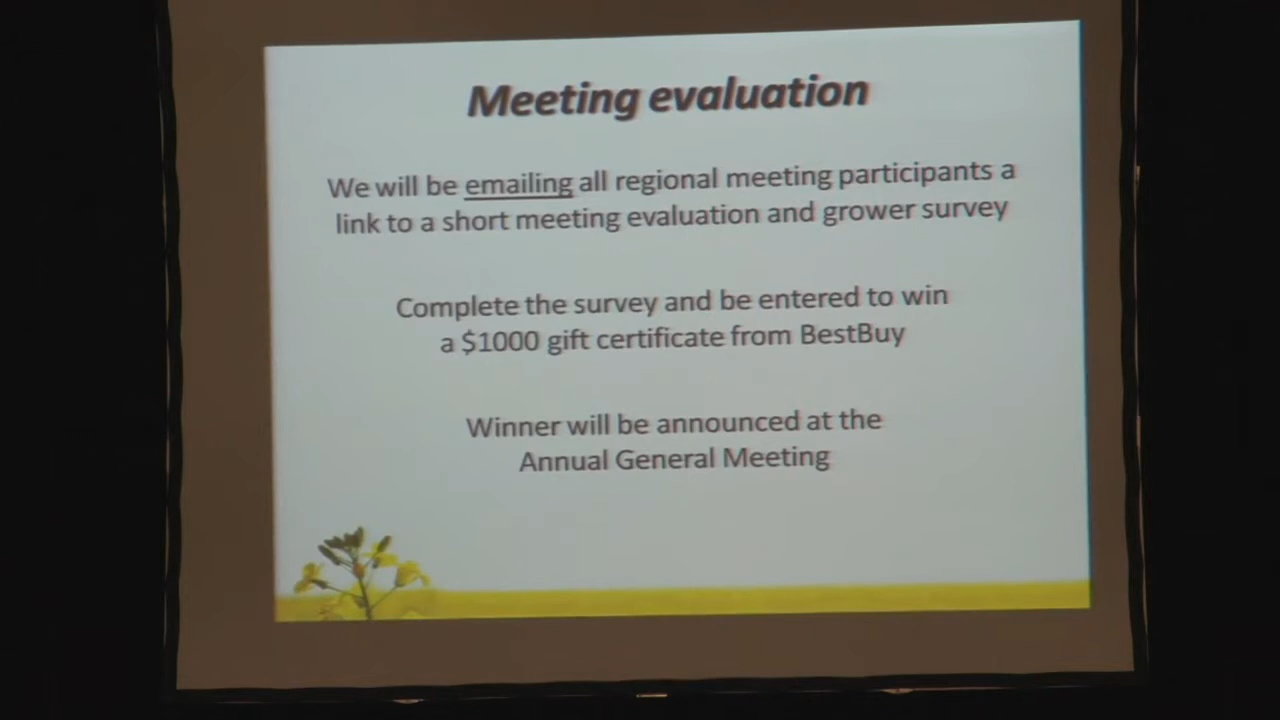 Meeting evaluation
We will be emailing all regional meeting participants a
link to a short meeting evaluation and grower survey
Complete the survey and be entered to win
a $1000 gift certificate from BestBuy
Winner will be announced at the
Annual General Meeting